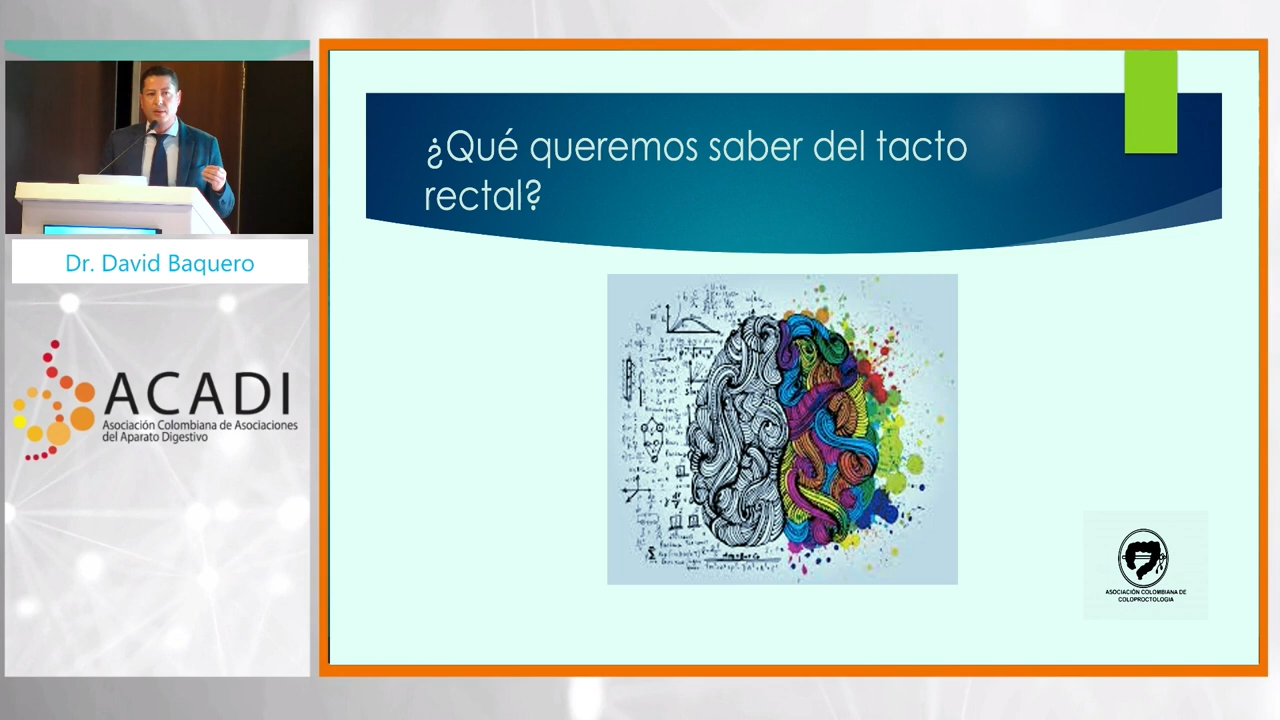 Dr. David Baquero
ACADI
Asociación Colombiana de Asociaciones
del Aparato Digestivo
¿Qué queremos saber del tacto
rectal?
ASOCIACIÓN COLOMBIANA DE
COLOPROCTOLOGIA